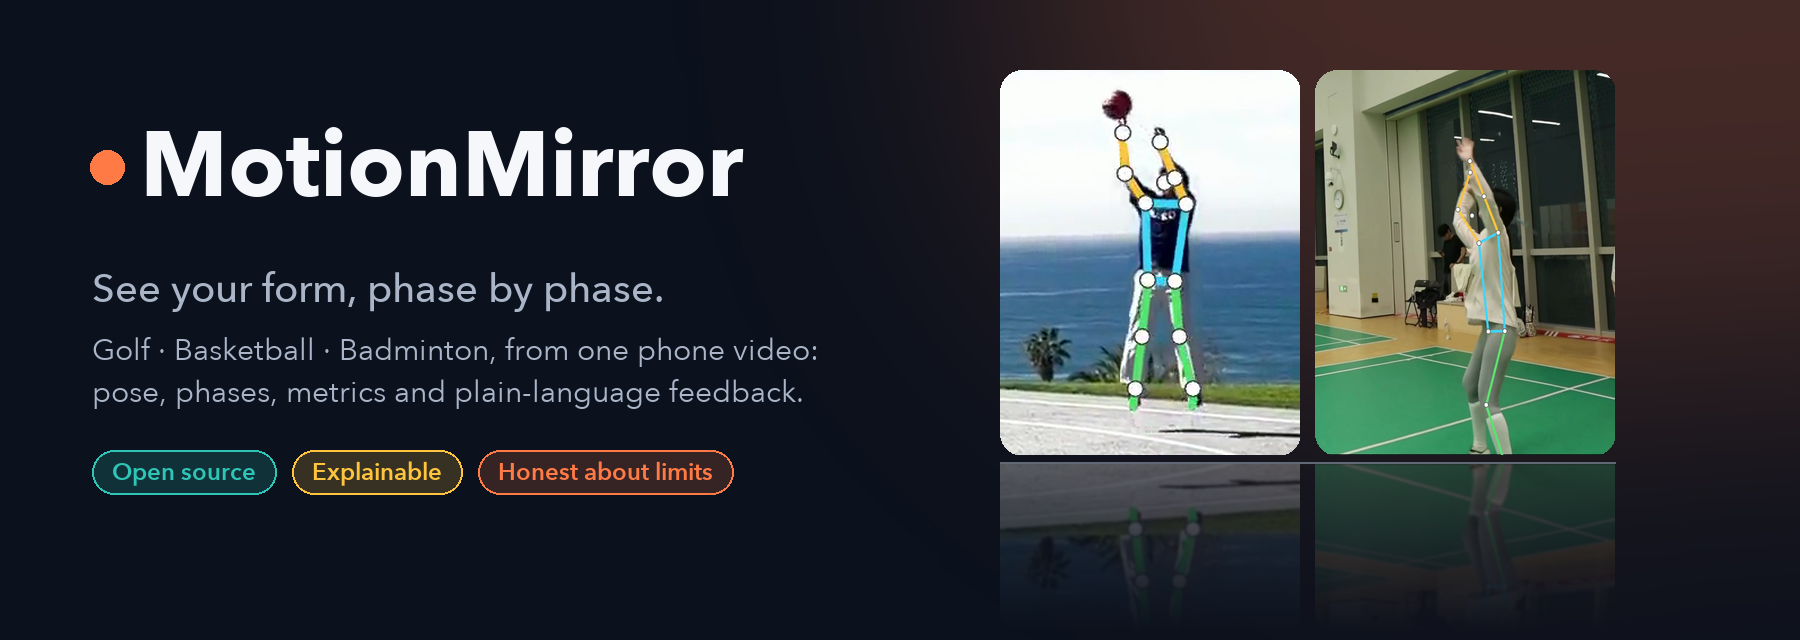 MotionMirror
See your form, phase by phase.
Golf · Basketball · Badminton, from one phone video:
pose, phases, metrics and plain-language feedback.
Open source
Explainable
Honest about limits